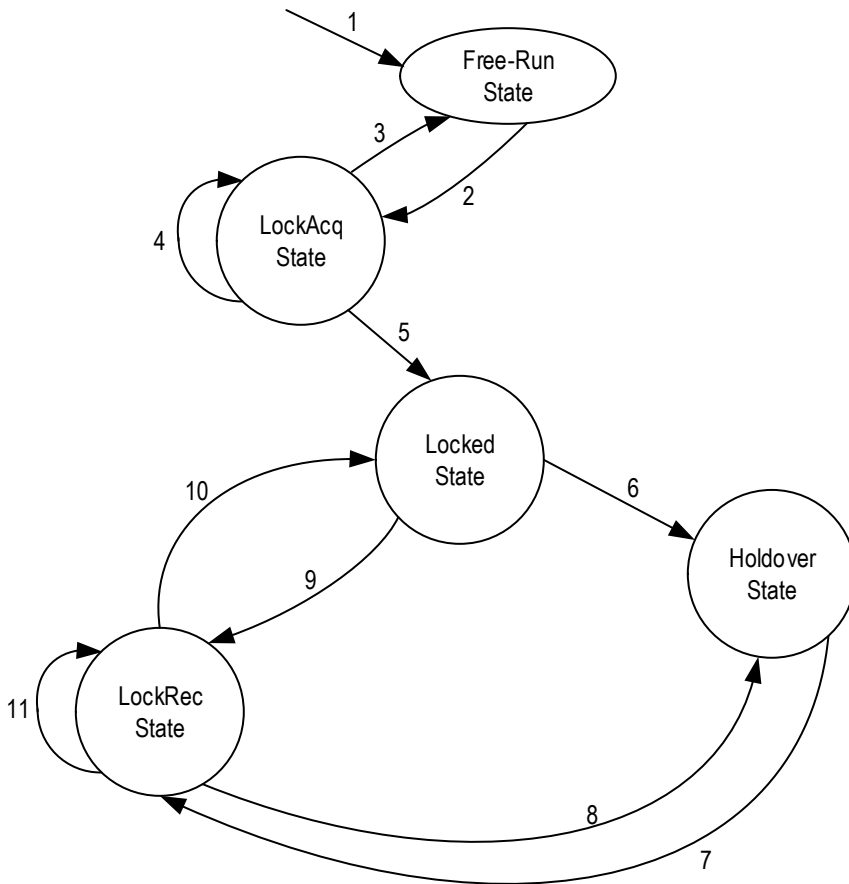 1
Free-Run
State
3
2
LockAcq
State
4
5
Locked
State
10
6
Holdover
State
9
LockRec
State
11
8
7